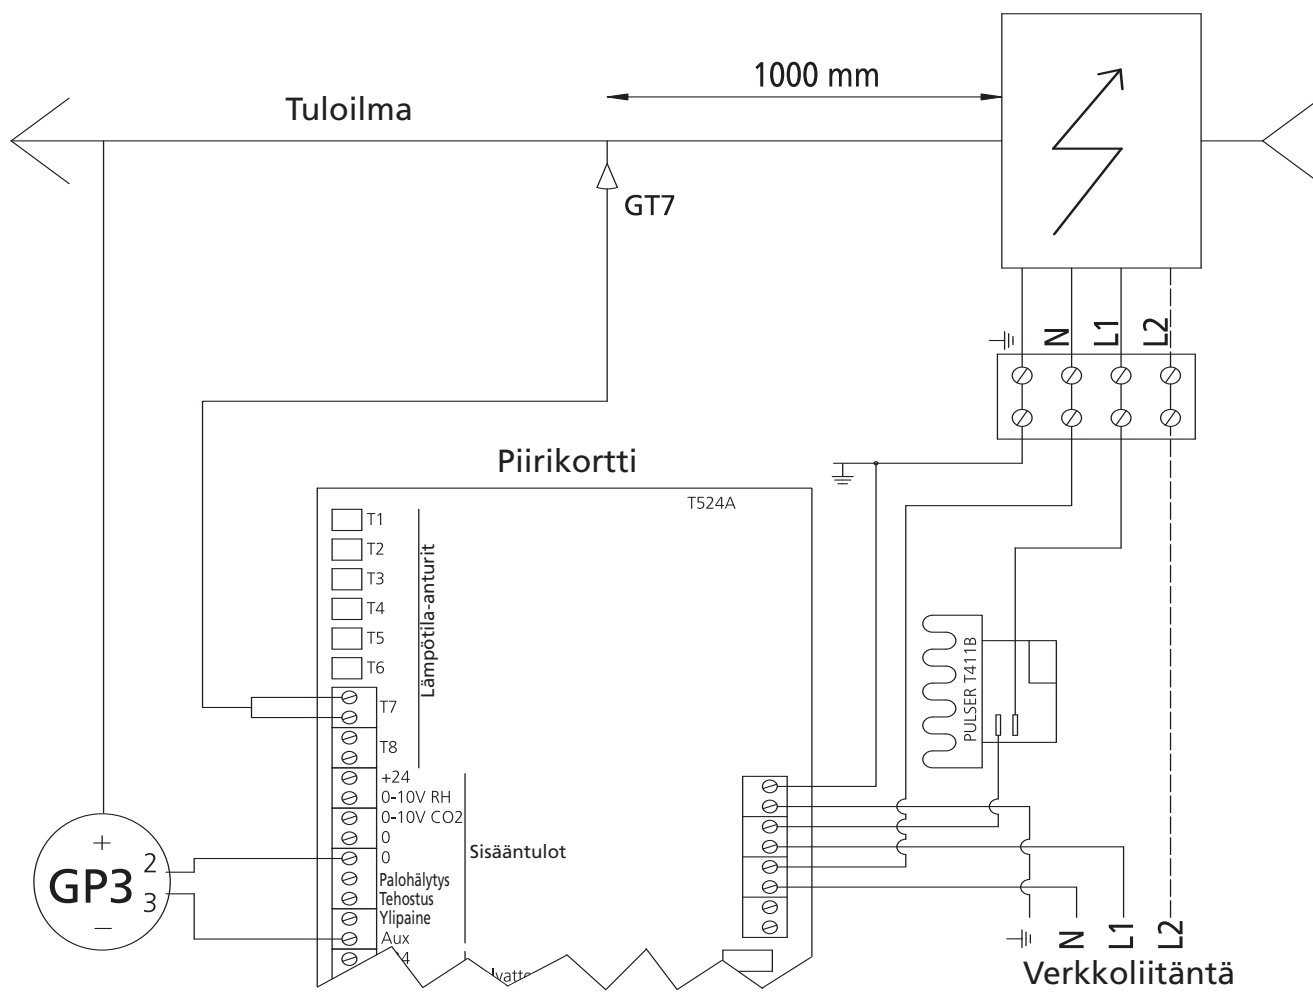 1000 mm
Tuloilma
GT7
N
L1
L2
Piirikortti
T524A
T1
T2
T3
T4
T5
T6
Lämpötila-anturit
T7
T8
+24
0-10V RH
0-10V CO2
0
0
Palohälytys
Tehostus
Ylipaine
Aux
4
Sisääntulot
PULSER T411B
+
GP3
2
3
−
N
L1
L2
Verkkoliitäntä